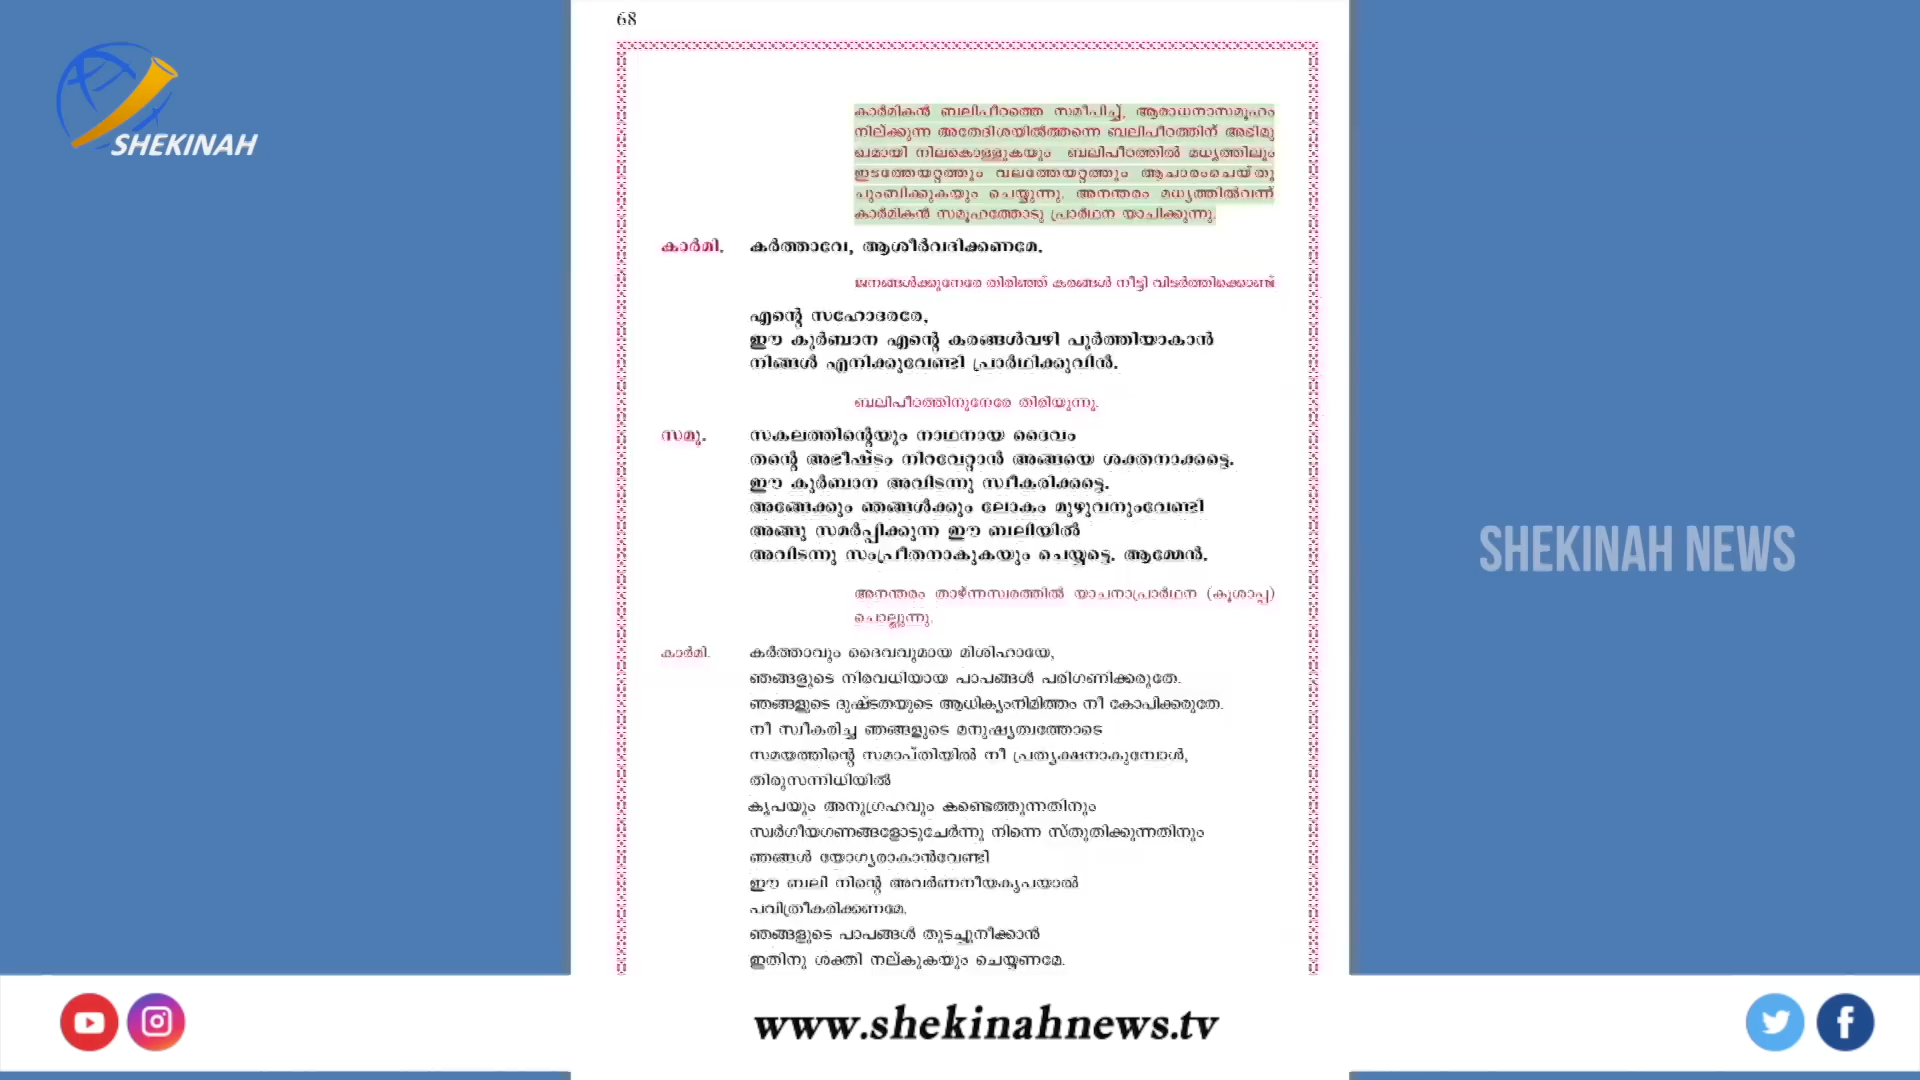 68
SHEKINAH
കാർമികൻ ബലിപീഠത്തെ സമീപിച്ച്, ആരാധനാസമൂഹം
നില്ക്കുന്ന അതേദിശയിൽത്തന്നെ ബലിപീഠത്തിന് അഭിമു
ഖമായി നിലകൊള്ളുകയും ബലിപീഠത്തിൽ മധ്യത്തിലും
ഇടത്തേയറ്റത്തും വലത്തേയറ്റത്തും ആചാരംചെയ്തു
ചുംബിക്കുകയും ചെയ്യുന്നു. അനന്തരം മധ്യത്തിൽവന്ന്
കാർമികൻ സമൂഹത്തോടു പ്രാർഥന യാചിക്കുന്നു.
കാർമി. കർത്താവേ, ആശീർവദിക്കണമേ.
ജനങ്ങൾക്കുനേരേ തിരിഞ്ഞ് കരങ്ങൾ നീട്ടി വിടർത്തിക്കൊണ്ട്
എന്റെ സഹോദരരേ,
ഈ കുർബാന എന്റെ കരങ്ങൾവഴി പൂർത്തിയാകാൻ
നിങ്ങൾ എനിക്കുവേണ്ടി പ്രാർഥിക്കുവിൻ.
ബലിപീഠത്തിനുനേരേ തിരിയുന്നു.
സമൂ. സകലത്തിന്റെയും നാഥനായ ദൈവം
തന്റെ അഭീഷ്ടം നിറവേറ്റാൻ അങ്ങയെ ശക്തനാക്കട്ടെ.
ഈ കുർബാന അവിടന്നു സ്വീകരിക്കട്ടെ.
അങ്ങേക്കും ഞങ്ങൾക്കും ലോകം മുഴുവനുംവേണ്ടി
അങ്ങു സമർപ്പിക്കുന്ന ഈ ബലിയിൽ
അവിടന്നു സംപ്രീതനാകുകയും ചെയ്യട്ടെ. ആമ്മേൻ.
അനന്തരം താഴ്ന്നസ്വരത്തിൽ യാചനാപ്രാർഥന (കൂശാപ്പ)
ചൊല്ലുന്നു.
കാർമി. കർത്താവും ദൈവവുമായ മിശിഹായേ,
ഞങ്ങളുടെ നിരവധിയായ പാപങ്ങൾ പരിഗണിക്കരുതേ.
ഞങ്ങളുടെ ദുഷ്ടതയുടെ ആധിക്യംനിമിത്തം നീ കോപിക്കരുതേ.
നീ സ്വീകരിച്ച ഞങ്ങളുടെ മനുഷ്യത്വത്തോടെ
സമയത്തിന്റെ സമാപ്തിയിൽ നീ പ്രത്യക്ഷനാകുമ്പോൾ,
തിരുസന്നിധിയിൽ
കൃപയും അനുഗ്രഹവും കണ്ടെത്തുന്നതിനും
സ്വർഗീയഗണങ്ങളോടുചേർന്നു നിന്നെ സ്തുതിക്കുന്നതിനും
ഞങ്ങൾ യോഗ്യരാകാൻവേണ്ടി
ഈ ബലി നിന്റെ അവർണനീയകൃപയാൽ
പവിത്രീകരിക്കണമേ.
ഞങ്ങളുടെ പാപങ്ങൾ തുടച്ചുനീക്കാൻ
ഇതിനു ശക്തി നല്കുകയും ചെയ്യണമേ.
SHEKINAH NEWS
www.shekinahnews.tv